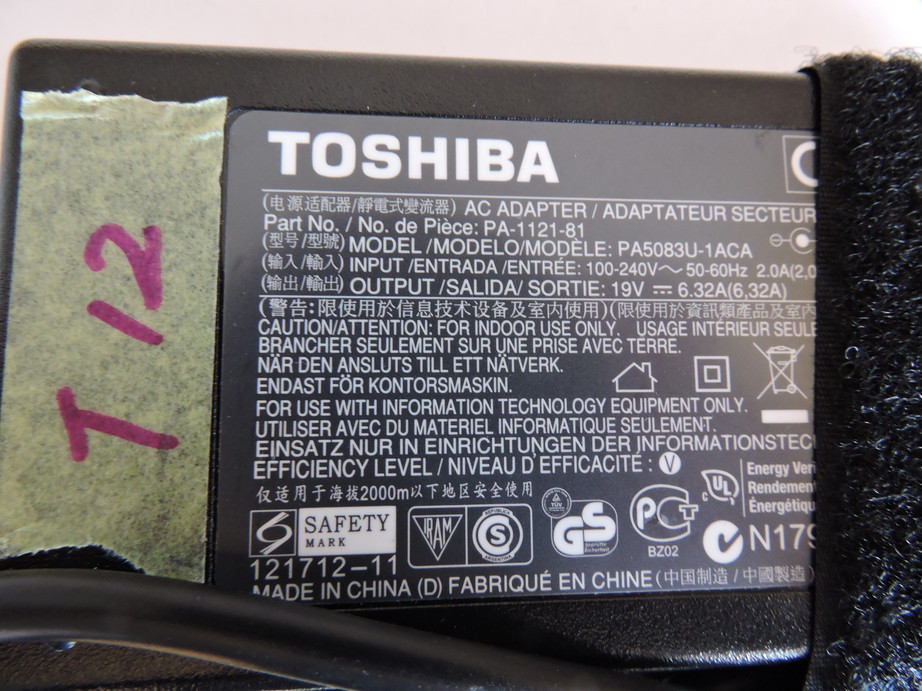 T 12
TOSHIBA
(电源适配器/靜電式變流器) AC ADAPTER / ADAPTATEUR SECTEUR
Part No. / No. de Pièce: PA-1121-81
(型号/型號) MODEL /MODELO/MODÈLE: PA5083U-1ACA
(输入/輸入) INPUT /ENTRADA /ENTRÉE: 100-240V～ 50-60Hz 2.0A(2,0
(输出/輸出) OUTPUT /SALIDA/ SORTIE: 19V ⎓ 6.32A(6,32A)
(警告: 限使用於信息技术设备及室内使用)(限使用於資訊類產品及室內
CAUTION/ATTENTION: FOR INDOOR USE ONLY. USAGE INTÉRIEUR SEULE
BRANCHER SEULEMENT SUR UNE PRISE AVEC TERRE.
NÄR DEN ANSLUTS TILL ETT NÄTVERK.
ENDAST FÖR KONTORSMASKIN.
FOR USE WITH INFORMATION TECHNOLOGY EQUIPMENT ONLY.
UTILISER AVEC DU MATERIEL INFORMATIQUE SEULEMENT.
EINSATZ NUR IN EINRICHTUNGEN DER INFORMATIONSTEC
EFFICIENCY LEVEL / NIVEAU D'EFFICACITÉ : V
仅适用于海拔2000m以下地区安全使用
Energy Veri
Rendemen
Énergétiqu
SAFETY
MARK
IRAM
S
ARGENTINA
TÜV
GS
geprüfte
Sicherheit
PCT
BZ02
c UL
N179
121712-11
MADE IN CHINA (D) FABRIQUÉ EN CHINE (中国制造 / 中國製造)